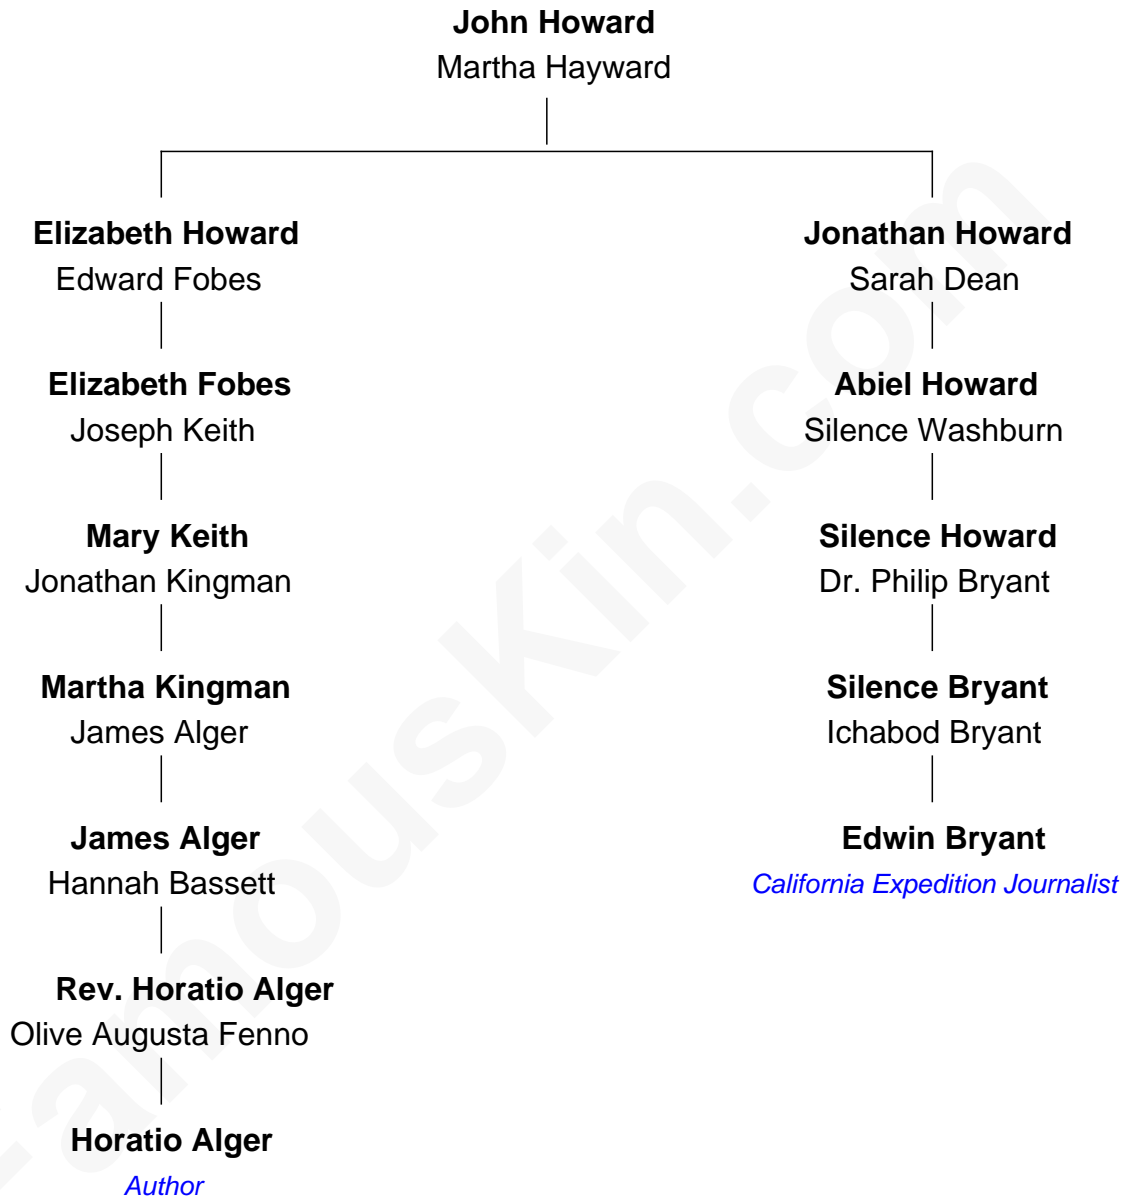 John Howard
Martha Hayward
Elizabeth Howard
Edward Fobes
Jonathan Howard
Sarah Dean
Elizabeth Fobes
Joseph Keith
Abiel Howard
Silence Washburn
Mary Keith
Jonathan Kingman
Silence Howard
Dr. Philip Bryant
Martha Kingman
James Alger
Silence Bryant
Ichabod Bryant
James Alger
Hannah Bassett
Edwin Bryant
California Expedition Journalist
Rev. Horatio Alger
Olive Augusta Fenno
Horatio Alger
Author
FamousKin.com